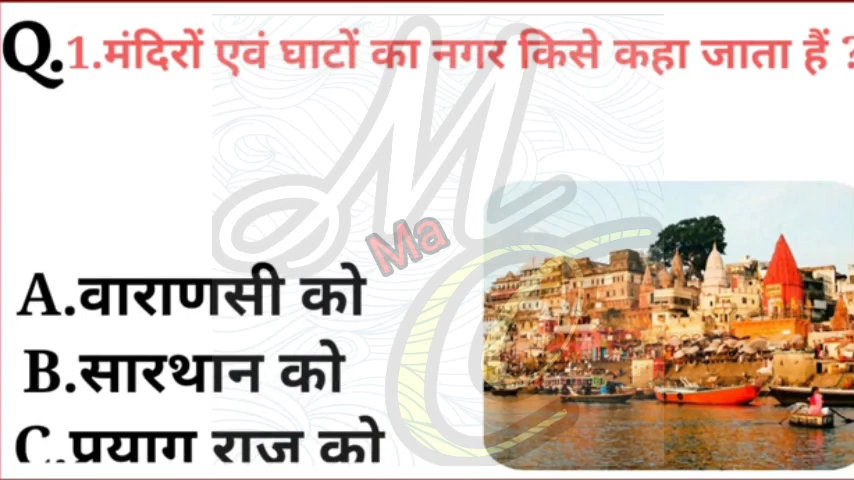 Q.1.मंदिरों एवं घाटों का नगर किसे कहा जाता हैं ?
Ma
A.वाराणसी को
B.सारथान को
C.प्रयाग राज को